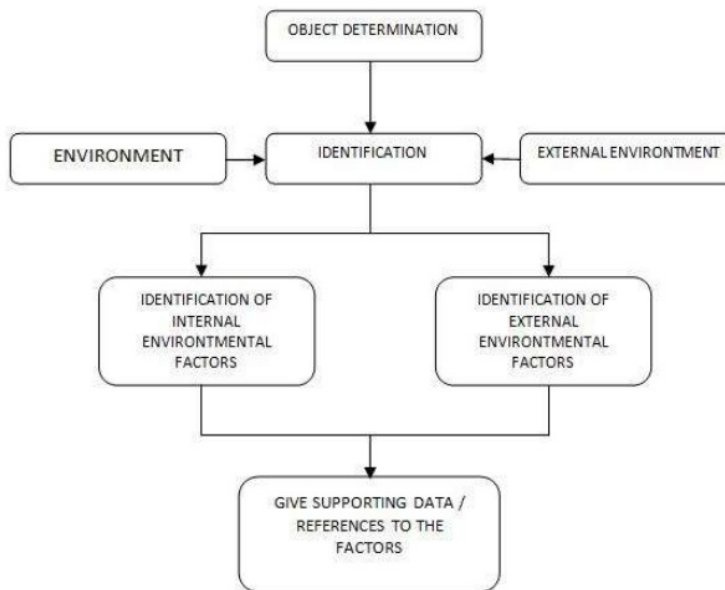 OBJECT DETERMINATION
ENVIRONMENT
IDENTIFICATION
EXTERNAL ENVIRONTMENT
IDENTIFICATION OF
INTERNAL
ENVIRONTMENTAL
FACTORS
IDENTIFICATION OF
EXTERNAL
ENVIRONTMENTAL
FACTORS
GIVE SUPPORTING DATA /
REFERENCES TO THE
FACTORS